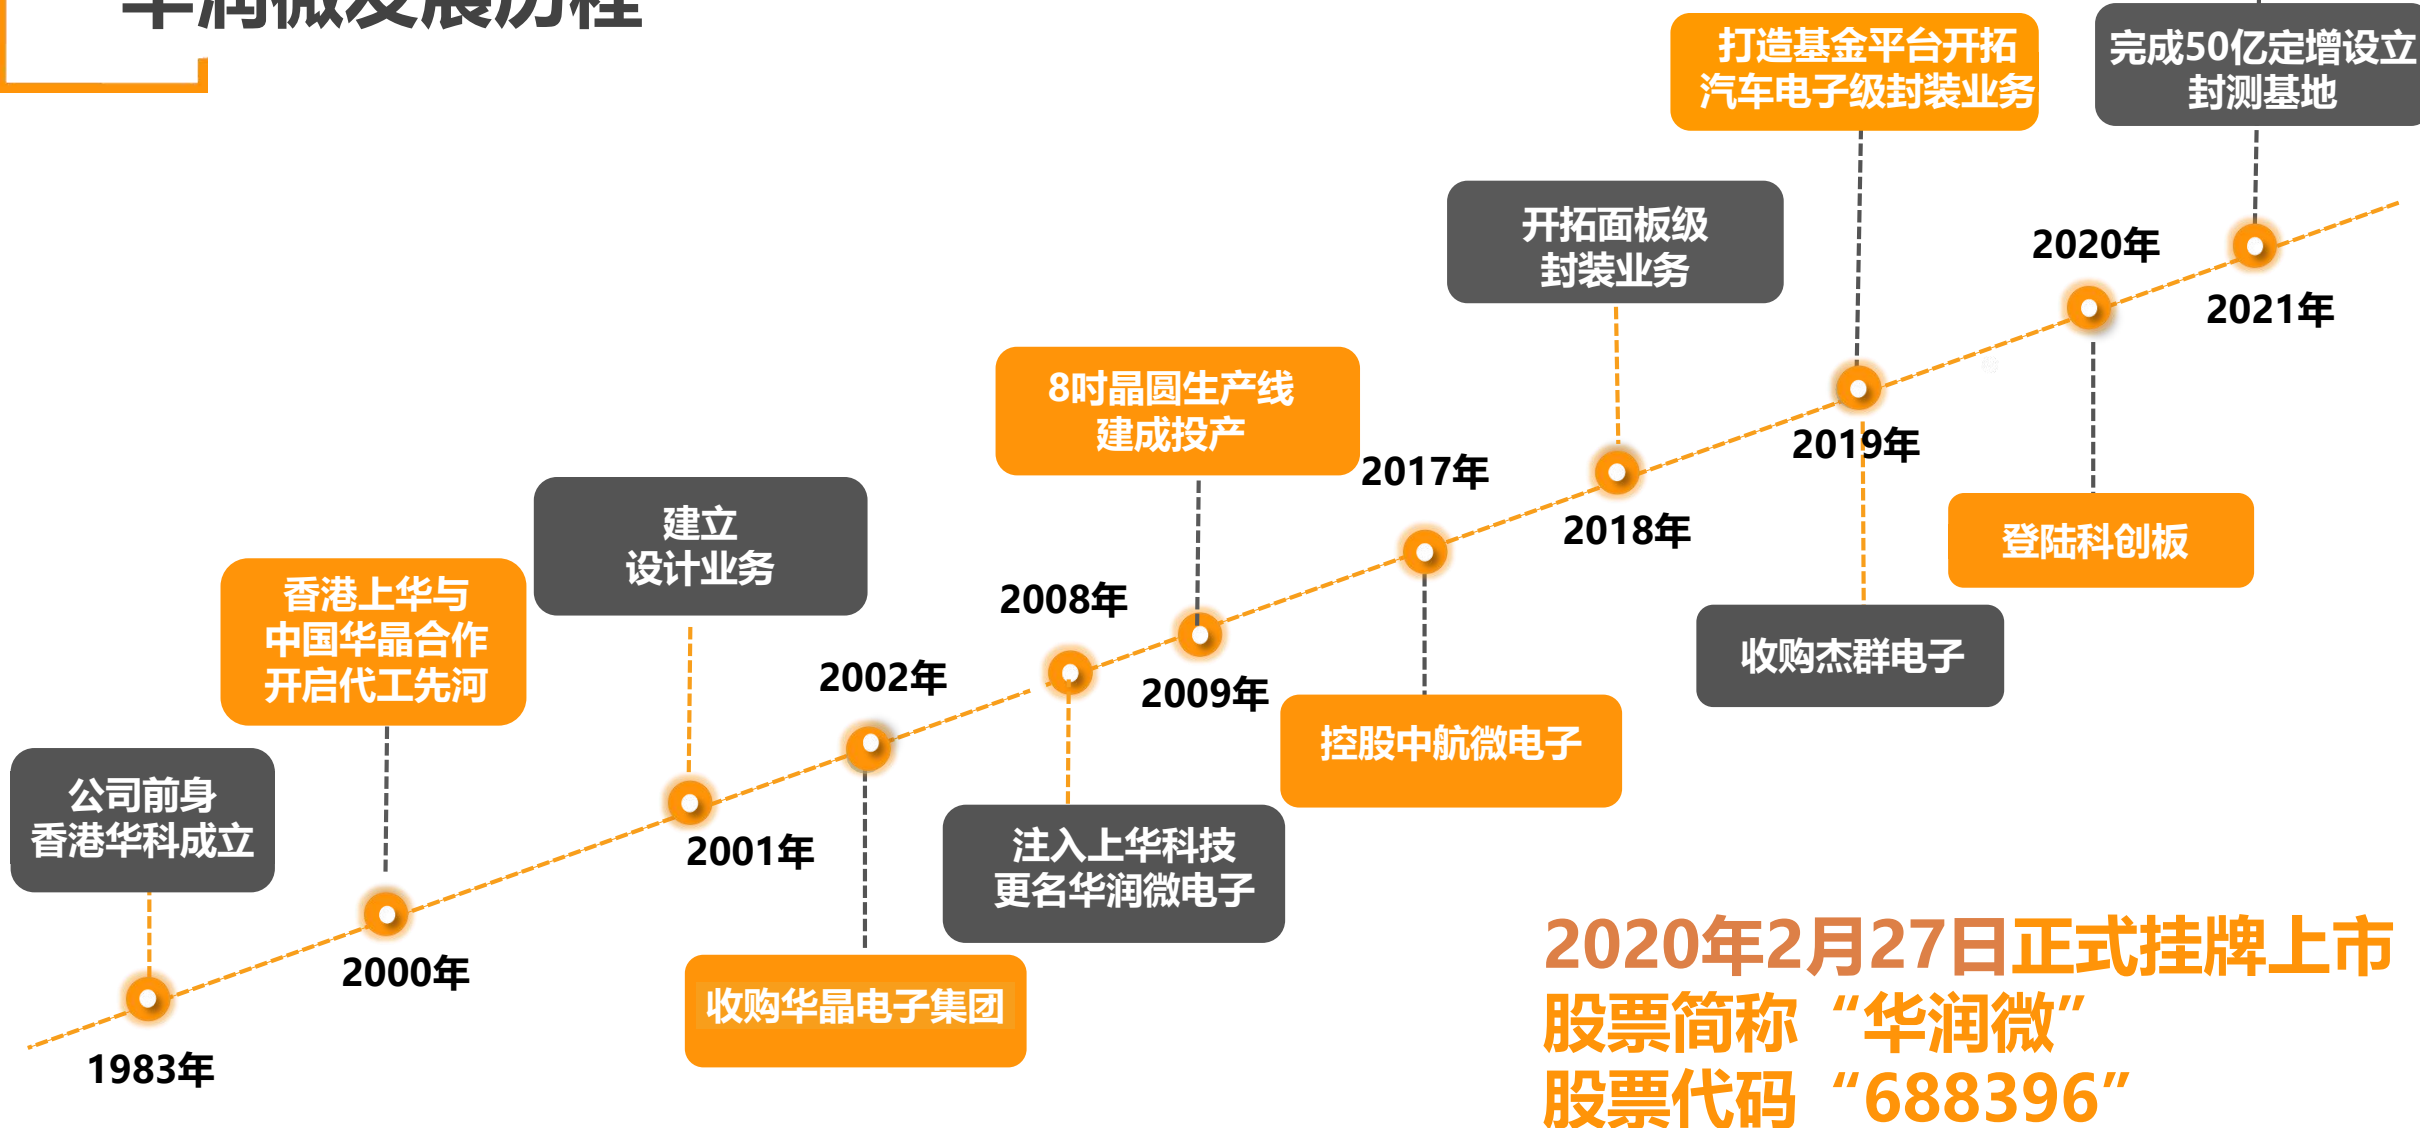 华润微发展历程
打造基金平台开拓
汽车电子级封装业务
完成50亿定增设立
封测基地
开拓面板级
封装业务
2020年
2021年
8吋晶圆生产线
建成投产
2017年
2019年
2018年
建立
设计业务
登陆科创板
香港上华与
中国华晶合作
开启代工先河
2008年
收购杰群电子
2002年
2009年
控股中航微电子
公司前身
香港华科成立
2001年
注入上华科技
更名华润微电子
2000年
收购华晶电子集团
1983年
2020年2月27日正式挂牌上市
股票简称“华润微”
股票代码“688396”